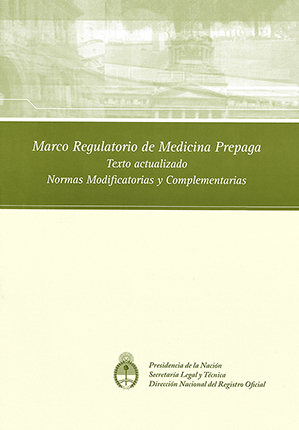 Marco Regulatorio de Medicina Prepaga
Texto actualizado
Normas Modificatorias y Complementarias
Presidencia de la Nación
Secretaría Legal y Técnica
Dirección Nacional del Registro Oficial